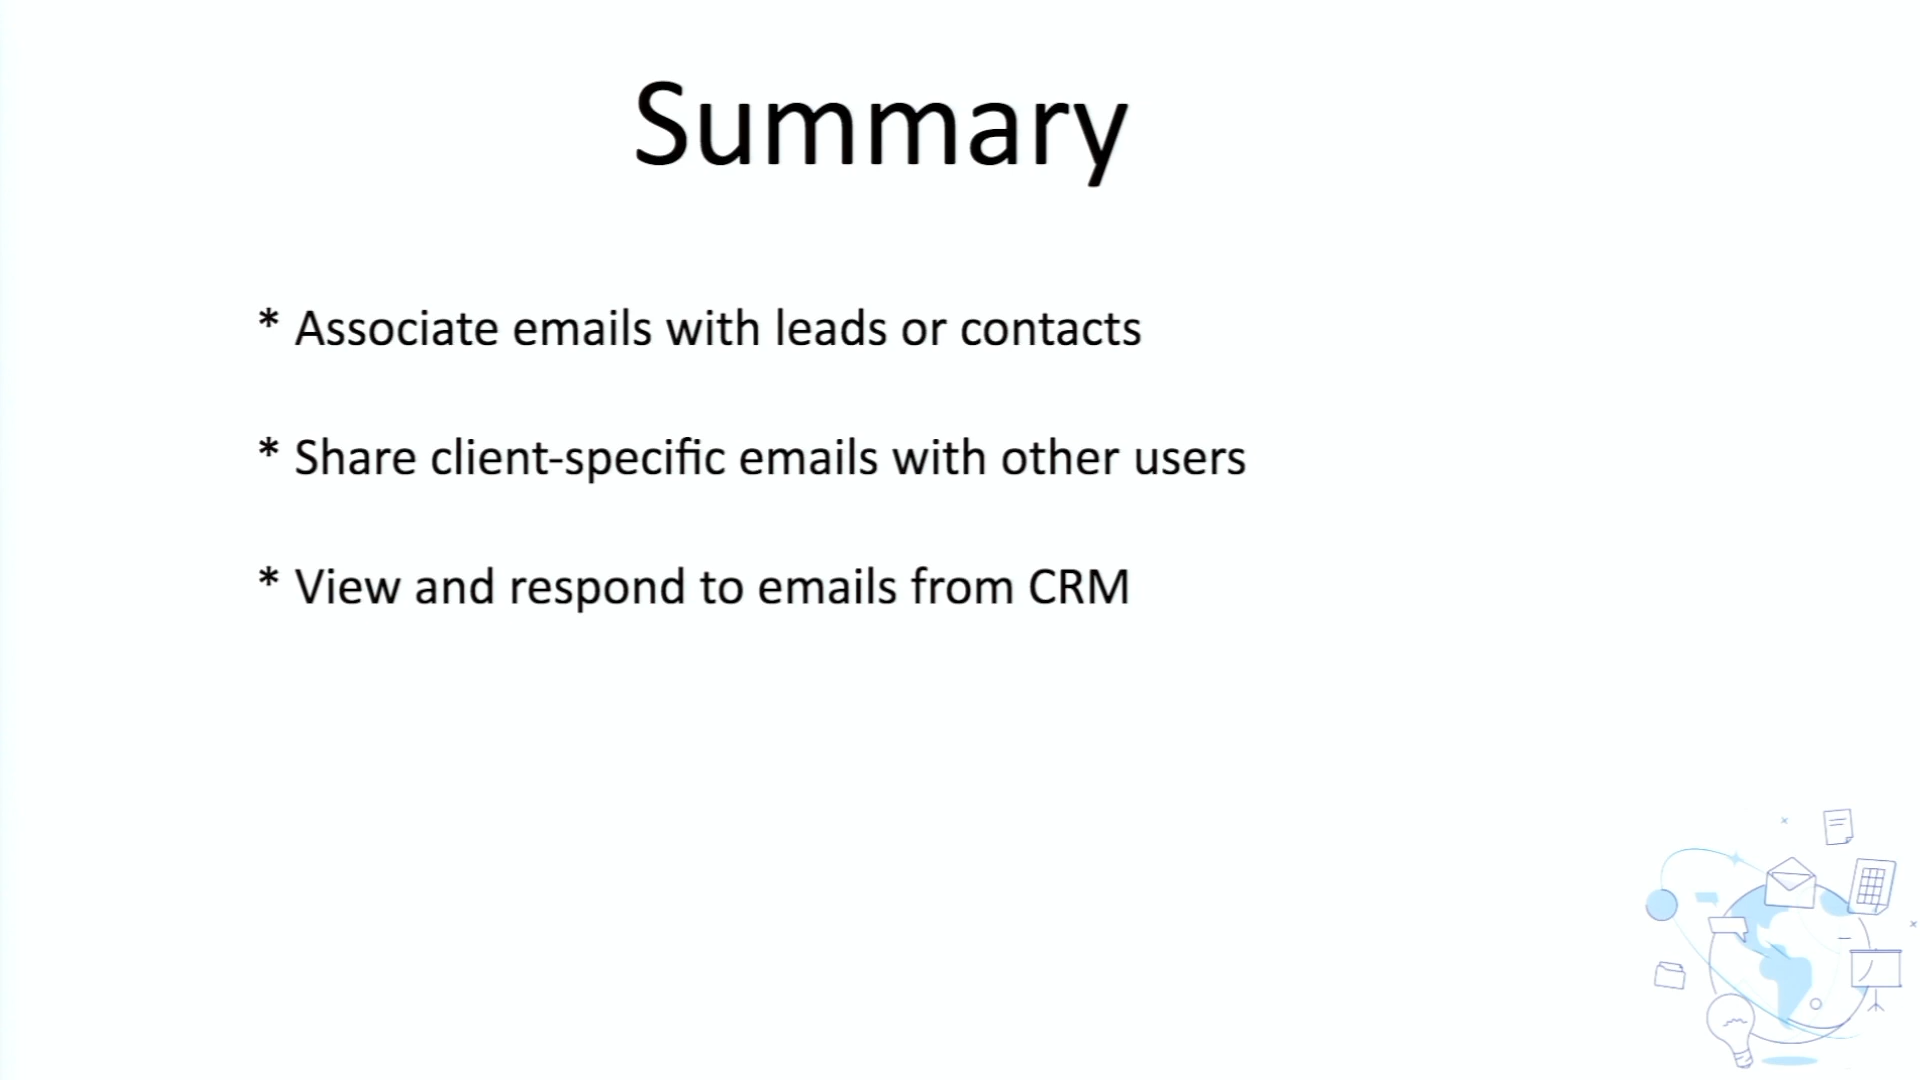 Summary
* Associate emails with leads or contacts
* Share client-specific emails with other users
* View and respond to emails from CRM